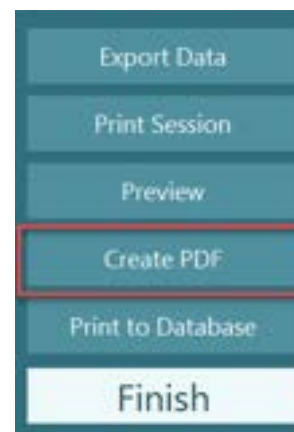 Export Data
Print Session
Preview
Create PDF
Print to Database
Finish